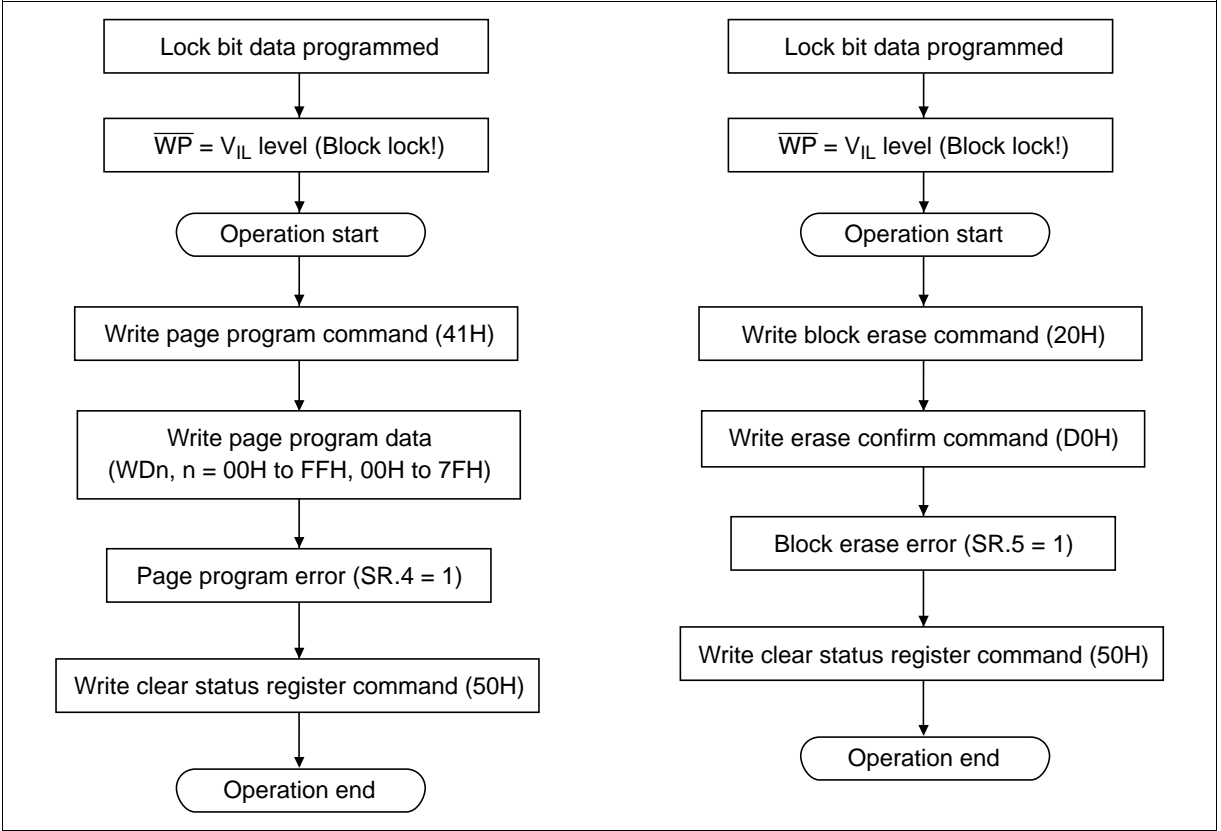 Lock bit data programmed
WP = VIL level (Block lock!)
Operation start
Write page program command (41H)
Write page program data
(WDn, n = 00H to FFH, 00H to 7FH)
Page program error (SR.4 = 1)
Write clear status register command (50H)
Operation end
Lock bit data programmed
WP = VIL level (Block lock!)
Operation start
Write block erase command (20H)
Write erase confirm command (D0H)
Block erase error (SR.5 = 1)
Write clear status register command (50H)
Operation end